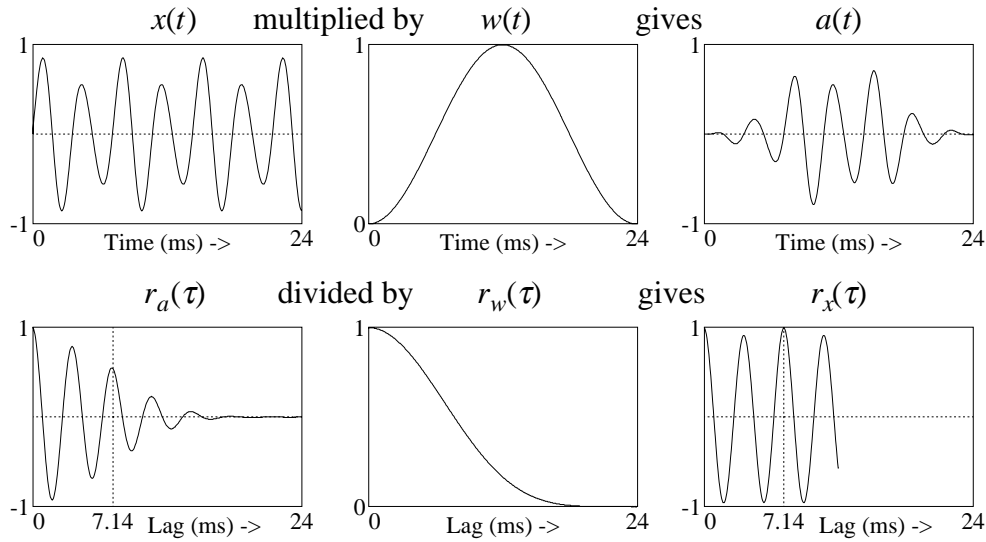 x(t) multiplied by w(t) gives a(t)
1 1 1
-1 0 -1
0 Time (ms) -> 24 0 Time (ms) -> 24 0 Time (ms) -> 24
r_a(τ) divided by r_w(τ) gives r_x(τ)
1 1 1
-1 0 -1
0 7.14 Lag (ms) -> 24 0 Lag (ms) -> 24 0 7.14 Lag (ms) -> 24